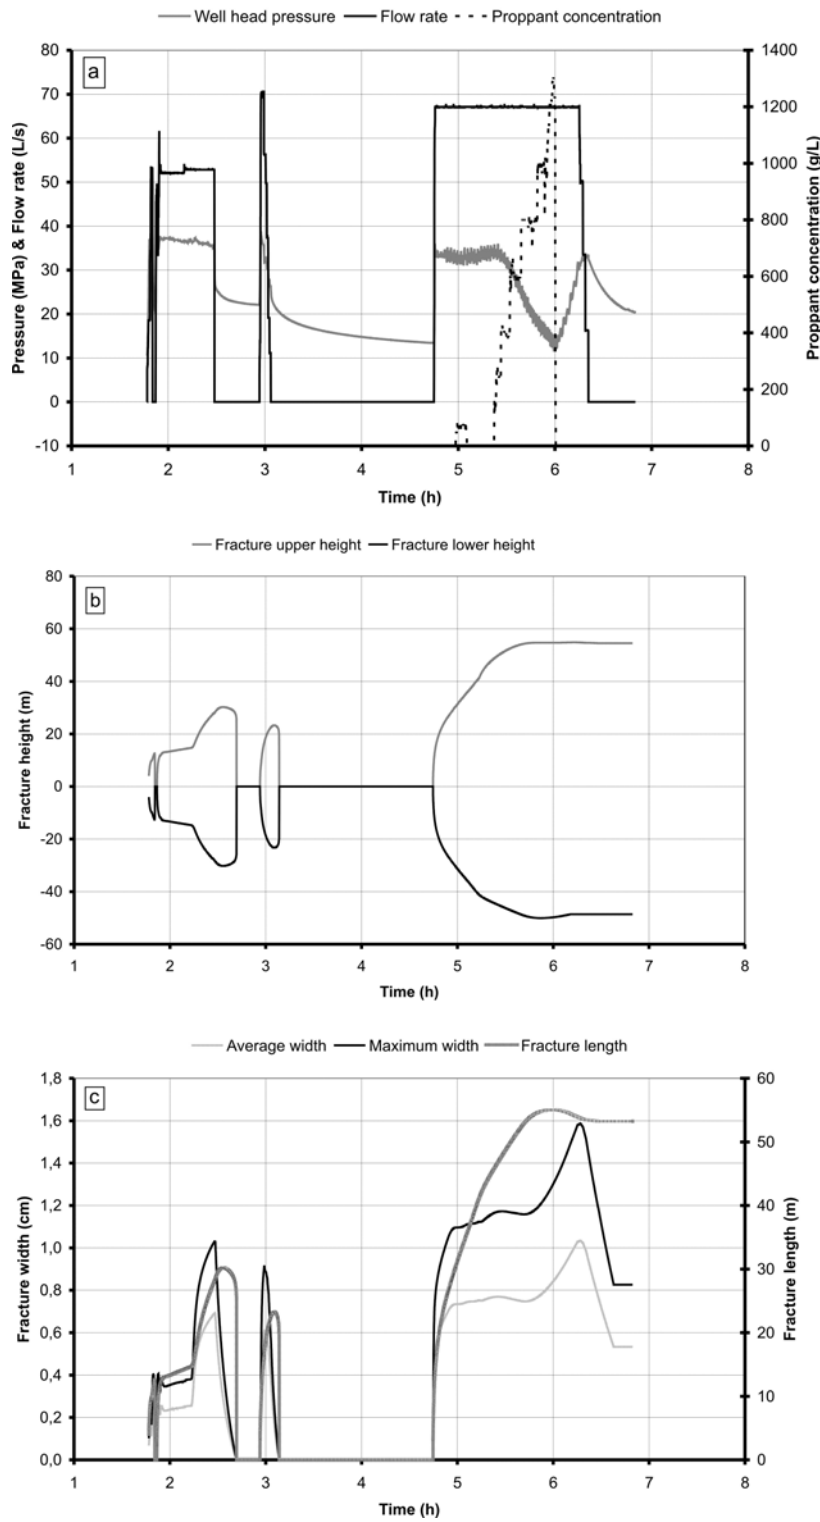 Well head pressure Flow rate Proppant concentration
a
80
70
60
50
40
30
20
10
0
-10
Pressure (MPa) & Flow rate (L/s)
1400
1200
1000
800
600
400
200
0
Proppant concentration (g/L)
1 2 3 4 5 6 7 8
Time (h)
Fracture upper height Fracture lower height
b
80
60
40
20
0
-20
-40
-60
Fracture height (m)
1 2 3 4 5 6 7 8
Time (h)
Average width Maximum width Fracture length
c
1,8
1,6
1,4
1,2
1,0
0,8
0,6
0,4
0,2
0,0
Fracture width (cm)
60
50
40
30
20
10
0
Fracture length (m)
1 2 3 4 5 6 7 8
Time (h)